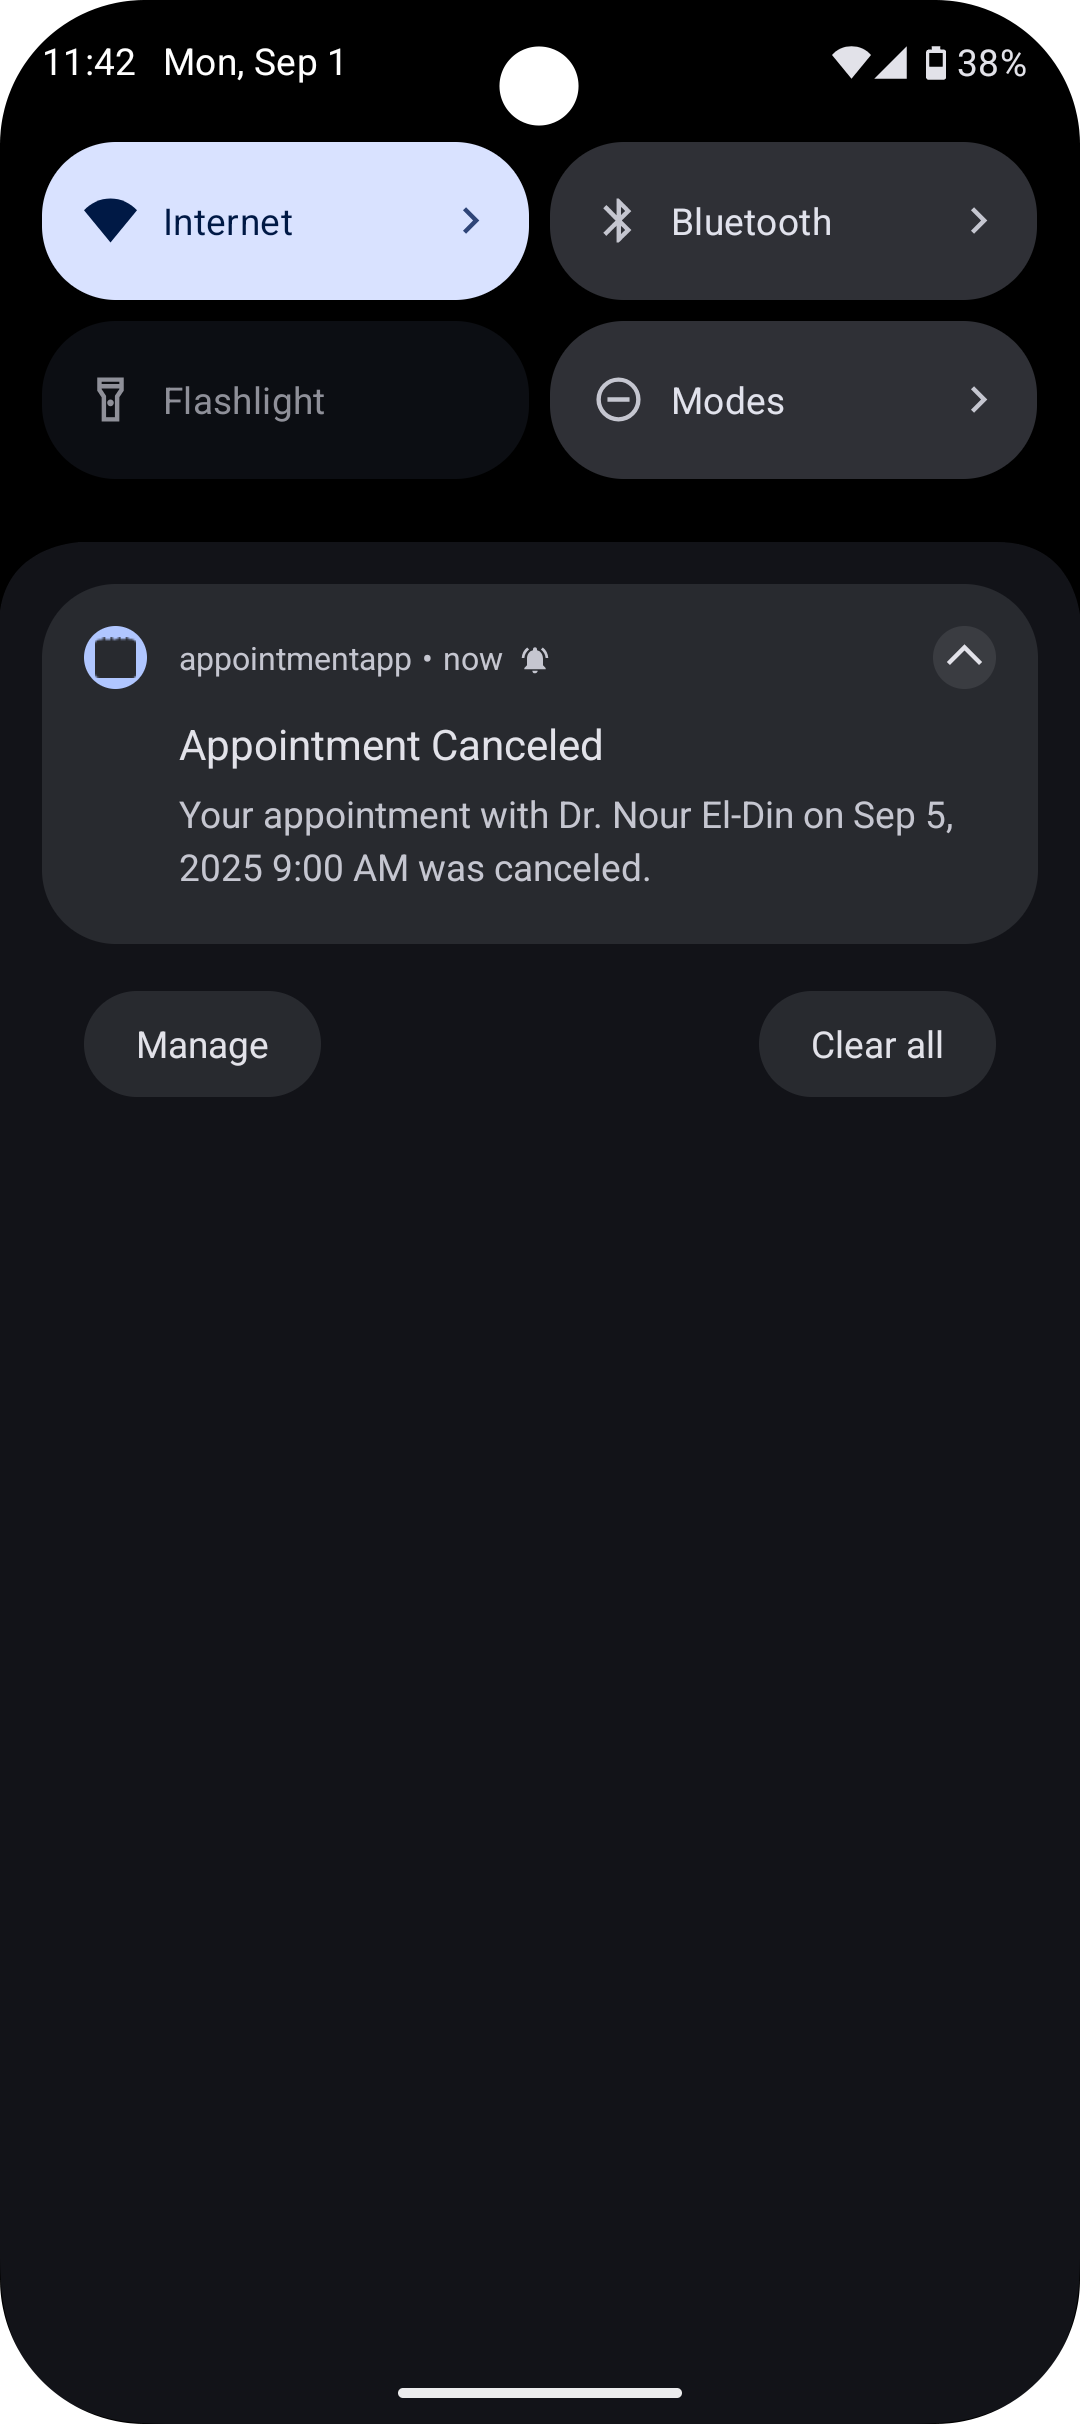 11:42 Mon, Sep 1 38%
Internet
Bluetooth
Flashlight
Modes
appointmentapp • now
Appointment Canceled
Your appointment with Dr. Nour El-Din on Sep 5,
2025 9:00 AM was canceled.
Manage
Clear all